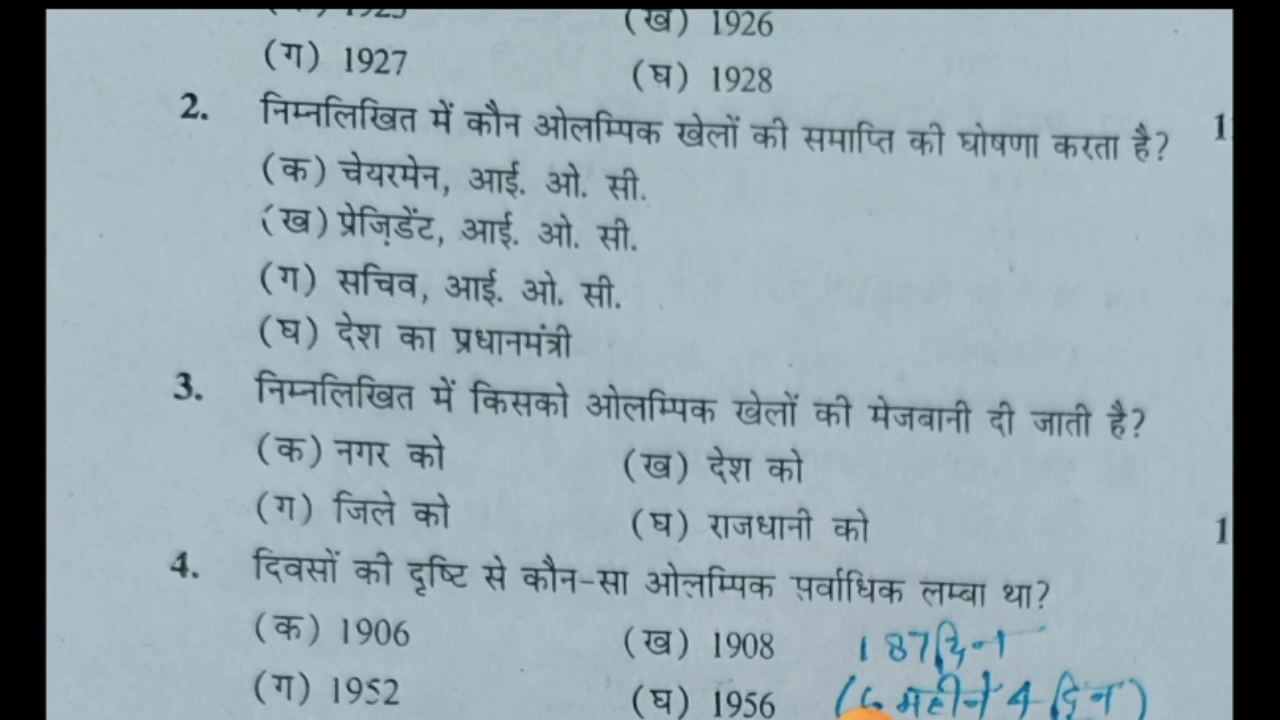 (ख) 1926
(ग) 1927
(घ) 1928
2. निम्नलिखित में कौन ओलम्पिक खेलों की समाप्ति की घोषणा करता है?
(क) चेयरमेन, आई. ओ. सी.
(ख) प्रेज़िडेंट, आई. ओ. सी.
(ग) सचिव, आई. ओ. सी.
(घ) देश का प्रधानमंत्री
3. निम्नलिखित में किसको ओलम्पिक खेलों की मेजबानी दी जाती है?
(क) नगर को
(ख) देश को
(ग) जिले को
(घ) राजधानी को
4. दिवसों की दृष्टि से कौन-सा ओलम्पिक सर्वाधिक लम्बा था?
(क) 1906
(ख) 1908 187 दिन
(ग) 1952
(घ) 1956 (6 महीने 4 दिन)